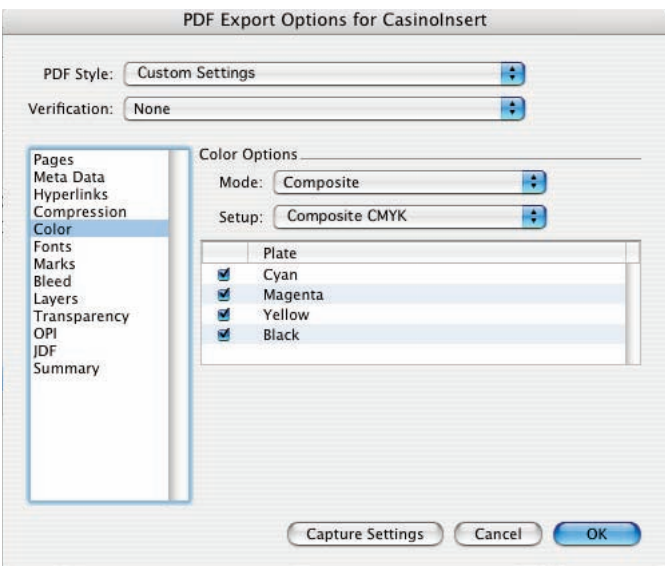 PDF Export Options for CasinoInsert
PDF Style: Custom Settings
Verification: None
Pages
Meta Data
Hyperlinks
Compression
Color
Fonts
Marks
Bleed
Layers
Transparency
OPI
JDF
Summary
Color Options
Mode: Composite
Setup: Composite CMYK
Plate
Cyan
Magenta
Yellow
Black
Capture Settings Cancel OK